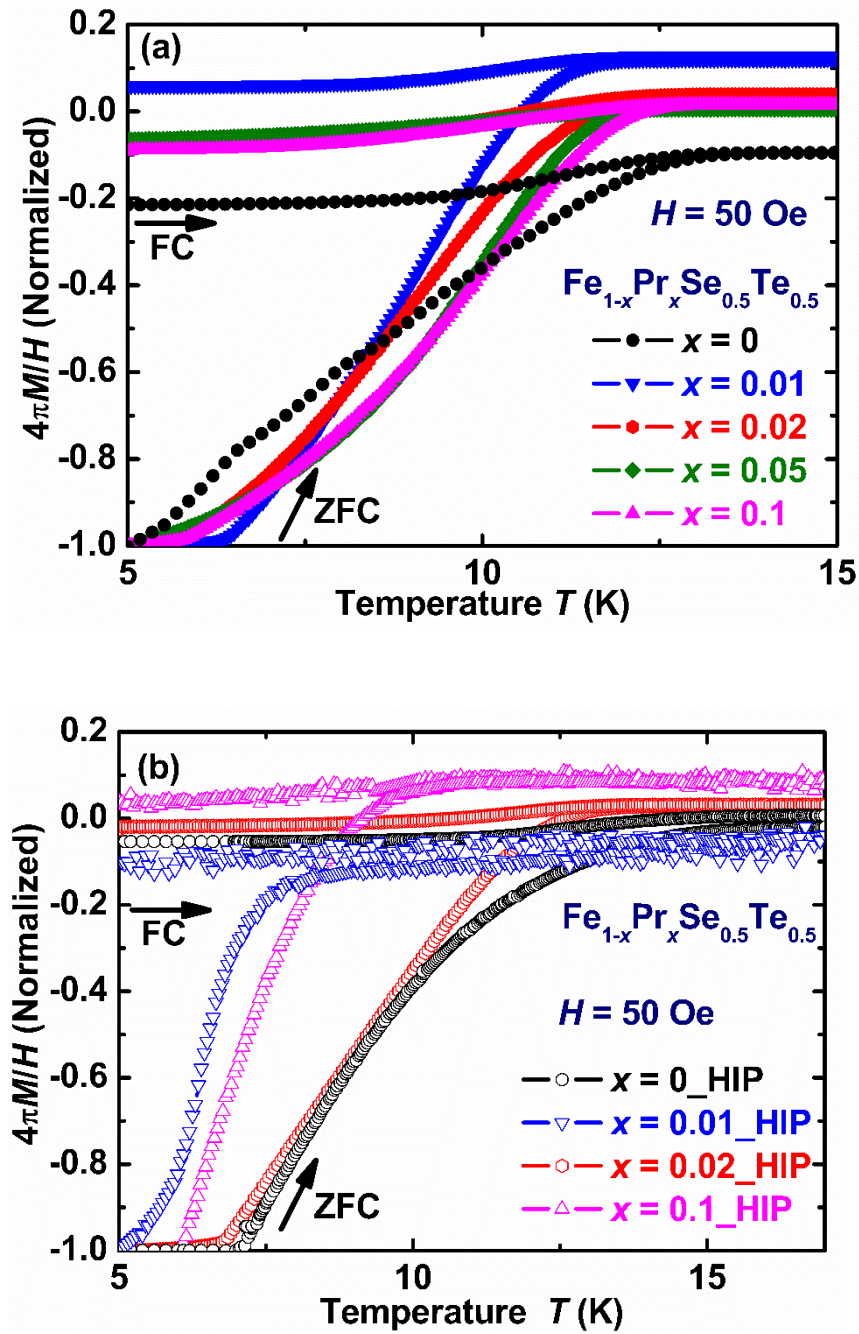 (a)
4πM/H (Normalized)
0.2
0.0
-0.2
-0.4
-0.6
-0.8
-1.0
FC
H = 50 Oe
Fe1-xPrxSe0.5Te0.5
x = 0
x = 0.01
x = 0.02
x = 0.05
x = 0.1
ZFC
5 10 15
Temperature T (K)
(b)
4πM/H (Normalized)
0.2
0.0
-0.2
-0.4
-0.6
-0.8
-1.0
FC
Fe1-xPrxSe0.5Te0.5
H = 50 Oe
x = 0_HIP
x = 0.01_HIP
x = 0.02_HIP
x = 0.1_HIP
ZFC
5 10 15
Temperature T (K)